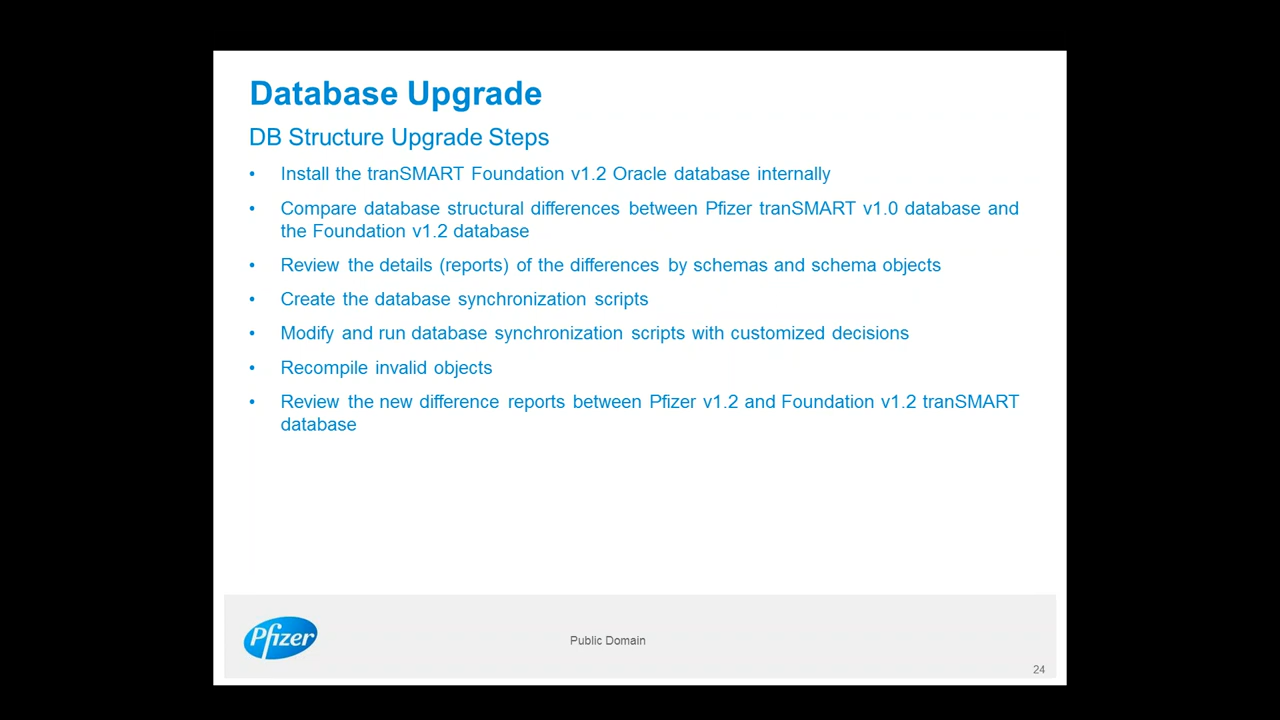 Database Upgrade
DB Structure Upgrade Steps
• Install the tranSMART Foundation v1.2 Oracle database internally
• Compare database structural differences between Pfizer tranSMART v1.0 database and
the Foundation v1.2 database
• Review the details (reports) of the differences by schemas and schema objects
• Create the database synchronization scripts
• Modify and run database synchronization scripts with customized decisions
• Recompile invalid objects
• Review the new difference reports between Pfizer v1.2 and Foundation v1.2 tranSMART
database
Pfizer
Public Domain
24